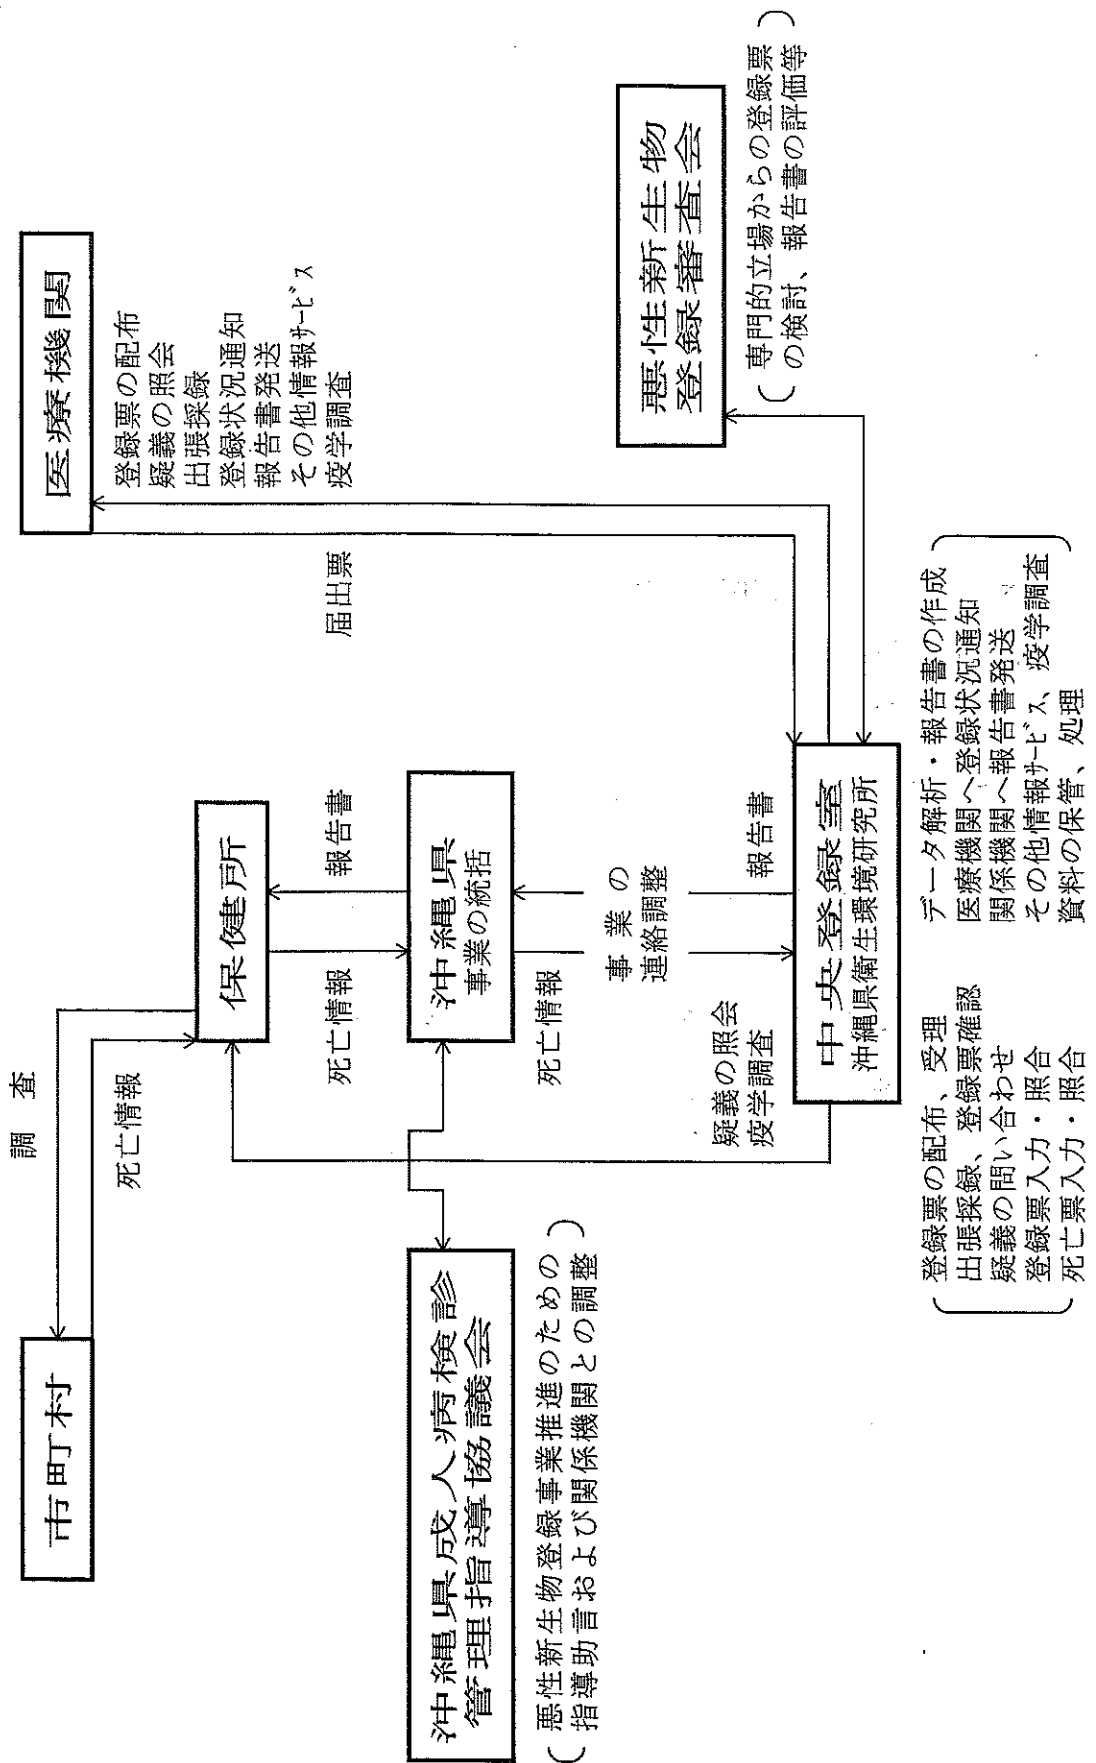 市町村
調 査
死亡情報
保健所
医療機関
登録票の配布
疑義の照会
出張採録
登録状況通知
報告書発送
その他情報ｻｰﾋﾞｽ
疫学調査
届出票
死亡情報
報告書
沖縄県成人病検診
管理指導協議会
悪性新生物登録事業推進のための
指導助言および関係機関との調整
沖縄県
事業の統括
死亡情報
事 業 の
連絡調整
報告書
疑義の照会
疫学調査
悪性新生物
登録審査会
専門的立場からの登録票
の検討、報告書の評価等
中央登録室
沖縄県衛生環境研究所
登録票の配布、受理
出張採録、登録票確認
疑義の問い合わせ
登録票入力・照合
死亡票入力・照合
データ解析・報告書の作成
医療機関へ登録状況通知
関係機関へ報告書発送
その他情報ｻｰﾋﾞｽ、疫学調査
資料の保管、処理